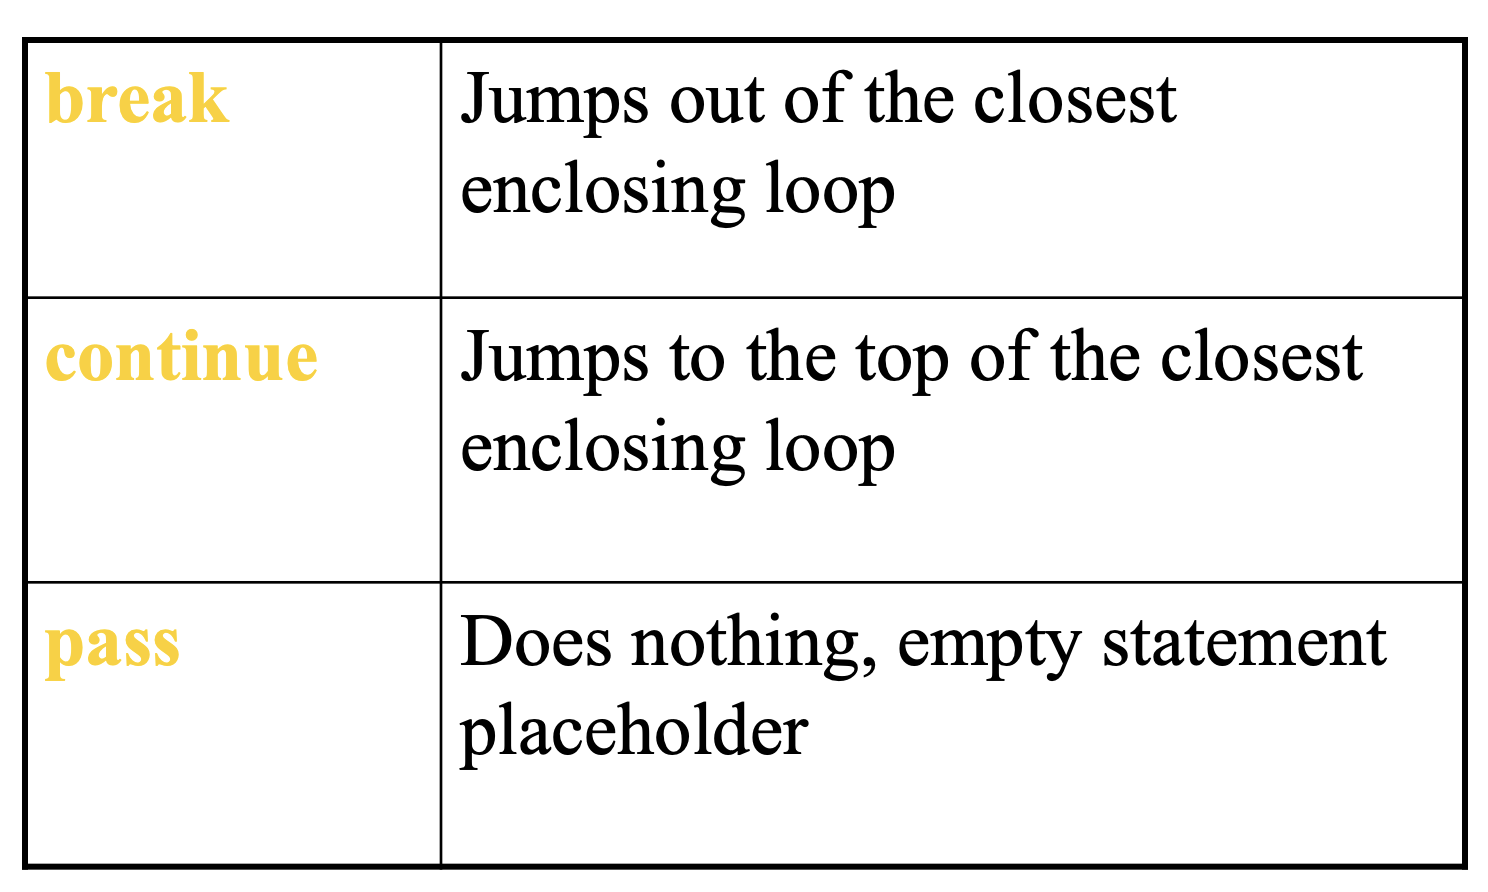 break
Jumps out of the closest
enclosing loop
continue
Jumps to the top of the closest
enclosing loop
pass
Does nothing, empty statement
placeholder